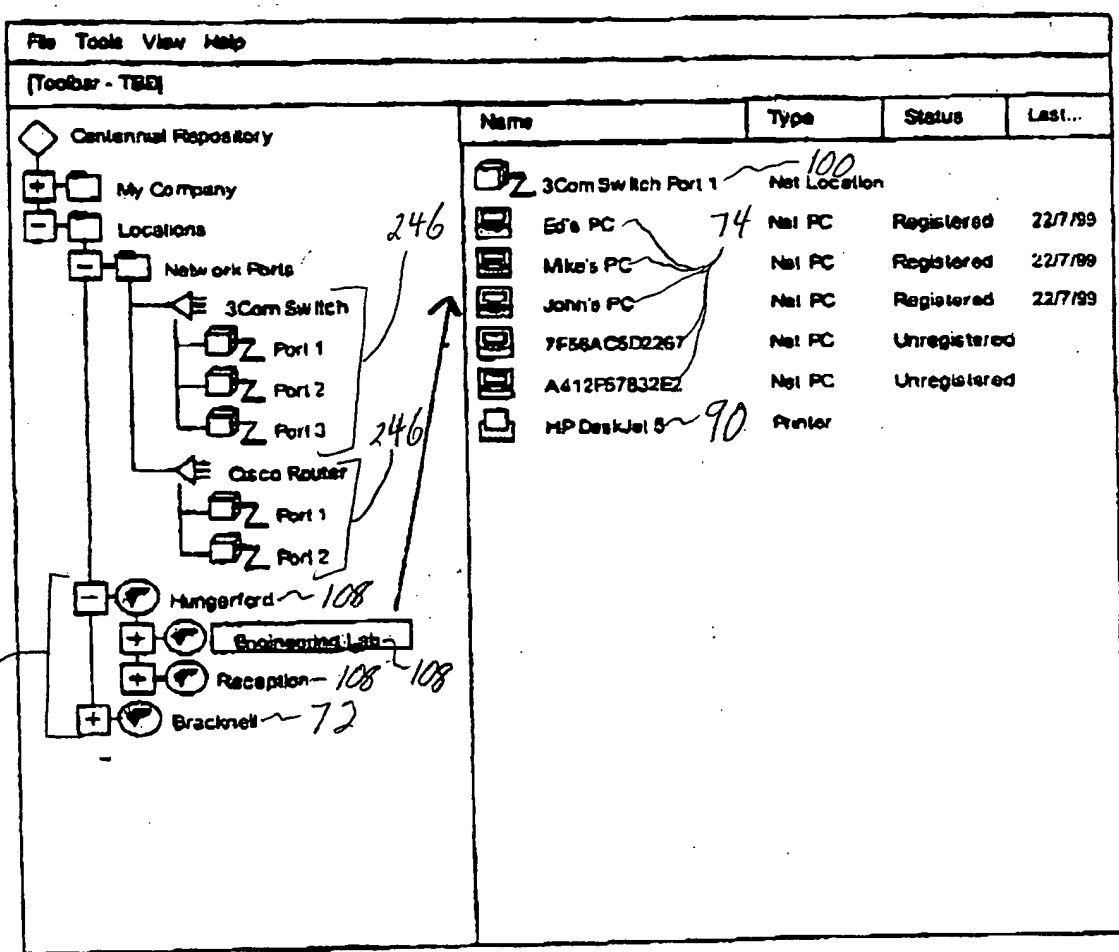 File Tools View Help
[Toolbar - TBD]
Centennial Repository
My Company
Locations
246
Network Ports
3Com Switch
Port 1
Port 2
Port 3
246
Cisco Router
Port 1
Port 2
Hungerford 108
Engineering Lab 108
Reception 108
Bracknell 72
Name Type Status Last...
3Com Switch Port 1 100 Net Location
Ed's PC 74 Net PC Registered 22/7/99
Mike's PC Net PC Registered 22/7/99
John's PC Net PC Registered 22/7/99
7F56AC5D2267 Net PC Unregistered
A412F57832E2 Net PC Unregistered
HP DeskJet 5 90 Printer